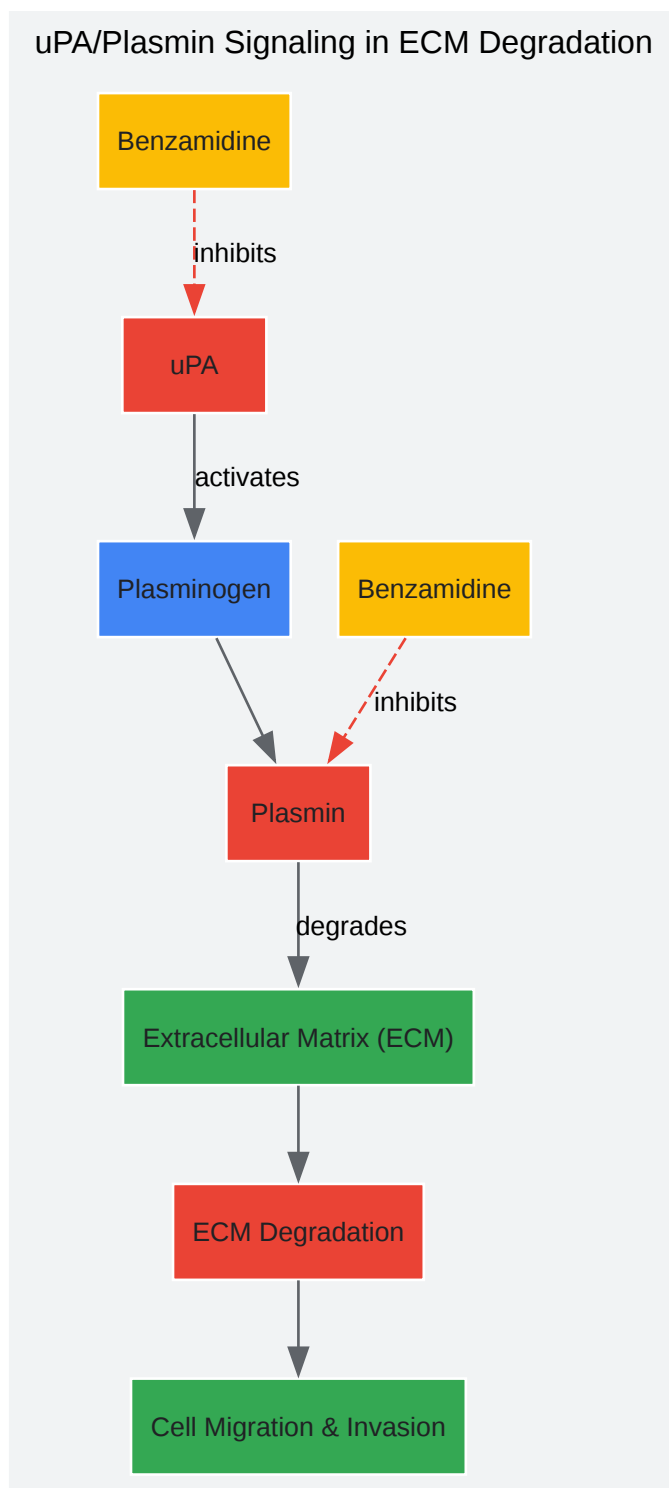 uPA/Plasmin Signaling in ECM Degradation
Benzamidine
inhibits
uPA
activates
Plasminogen
Benzamidine
inhibits
Plasmin
degrades
Extracellular Matrix (ECM)
ECM Degradation
Cell Migration & Invasion